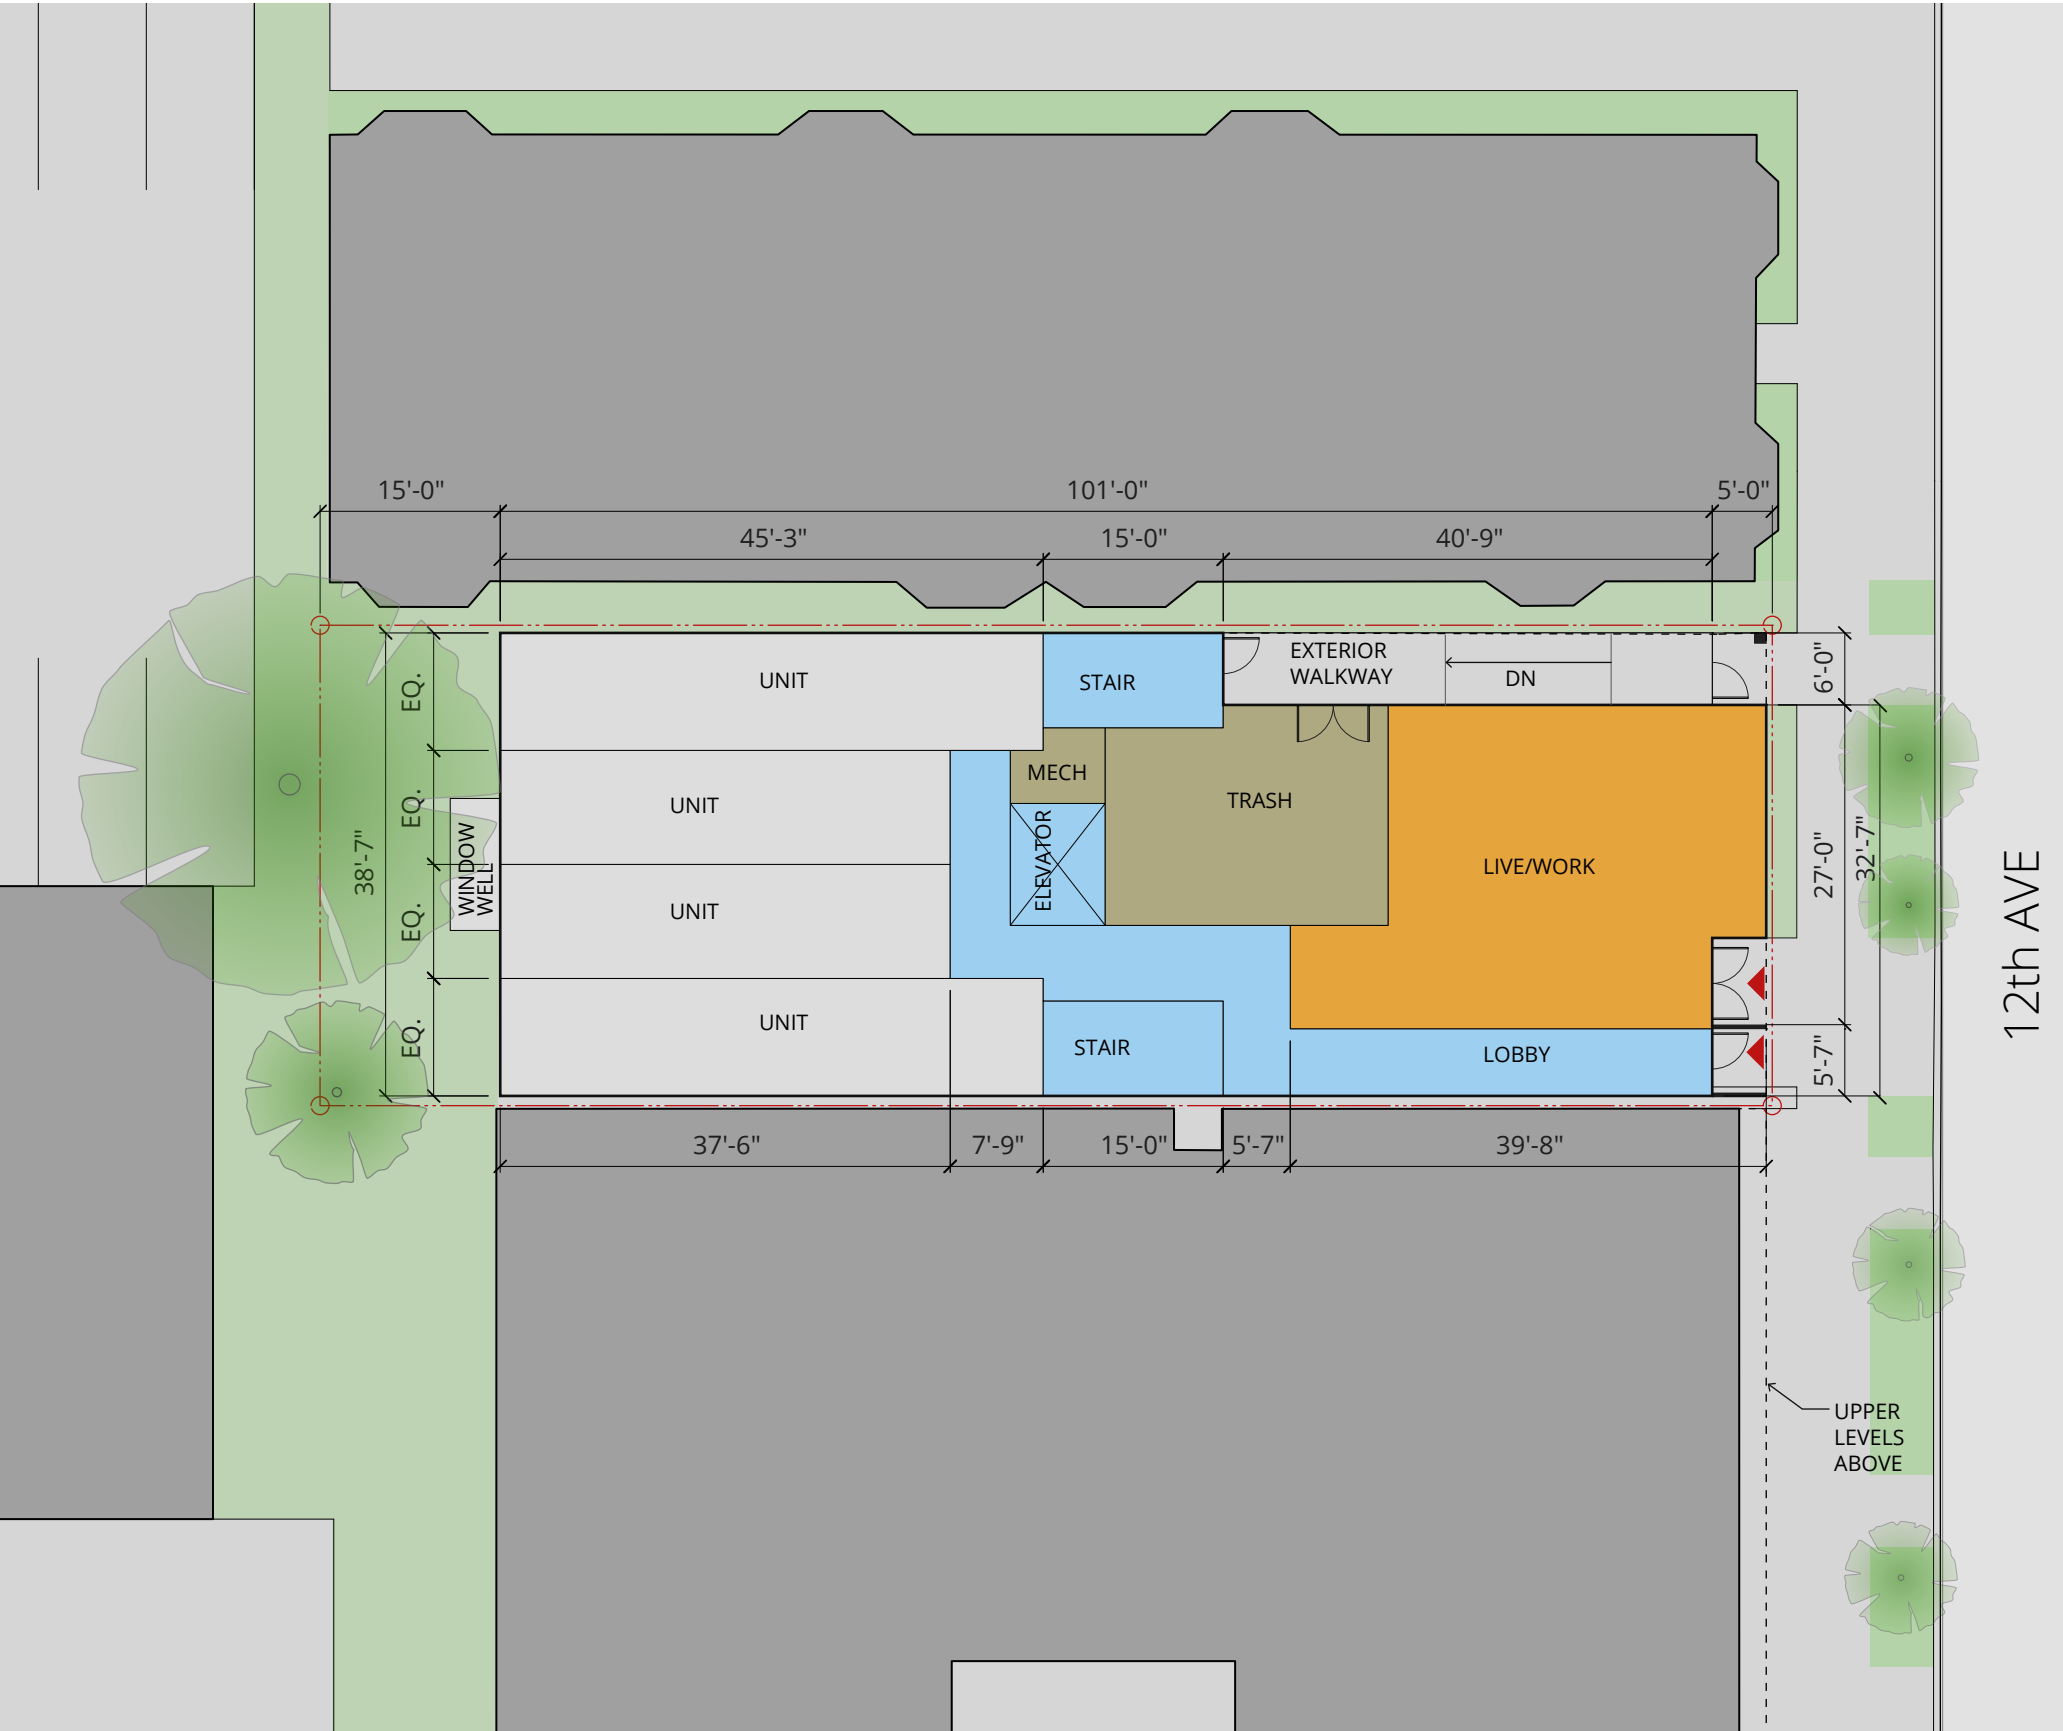 15'-0"
101'-0"
5'-0"
45'-3"
15'-0"
40'-9"
UNIT
STAIR
EXTERIOR
WALKWAY
DN
6'-0"
EQ.
MECH
TRASH
UNIT
EQ.
38'-7"
WINDOW
WELL
ELEVATOR
LIVE/WORK
27'-0"
32'-7"
12th AVE
UNIT
EQ.
UNIT
EQ.
STAIR
LOBBY
5'-7"
37'-6"
7'-9"
15'-0"
5'-7"
39'-8"
UPPER
LEVELS
ABOVE